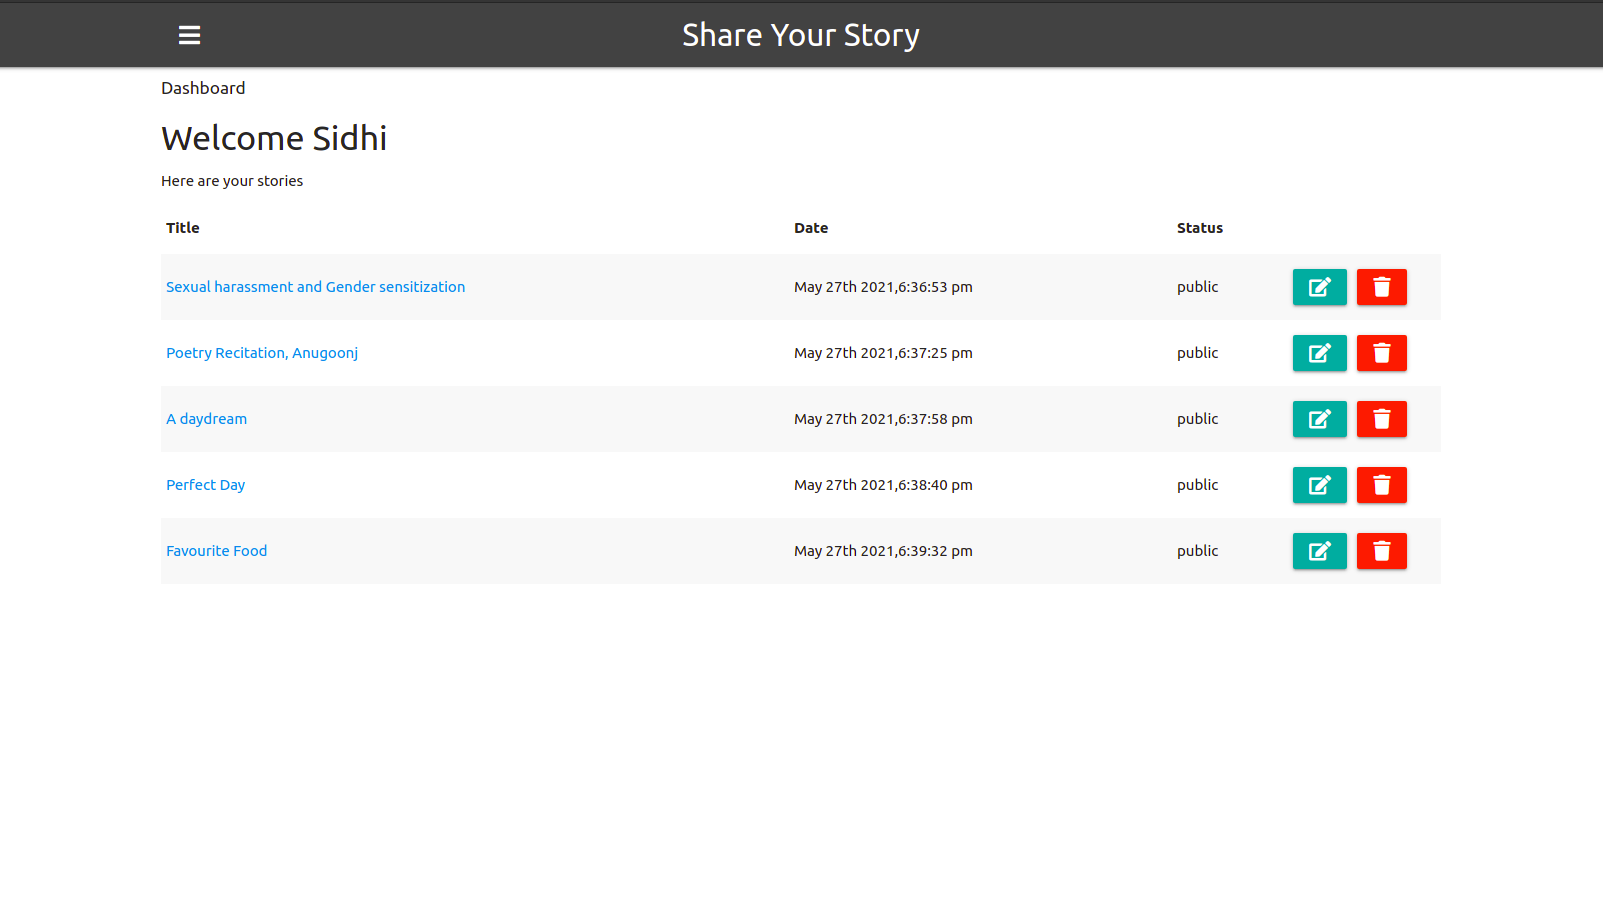 Share Your Story
Dashboard
Welcome Sidhi
Here are your stories
Title Date Status
Sexual harassment and Gender sensitization May 27th 2021,6:36:53 pm public
Poetry Recitation, Anugoonj May 27th 2021,6:37:25 pm public
A daydream May 27th 2021,6:37:58 pm public
Perfect Day May 27th 2021,6:38:40 pm public
Favourite Food May 27th 2021,6:39:32 pm public